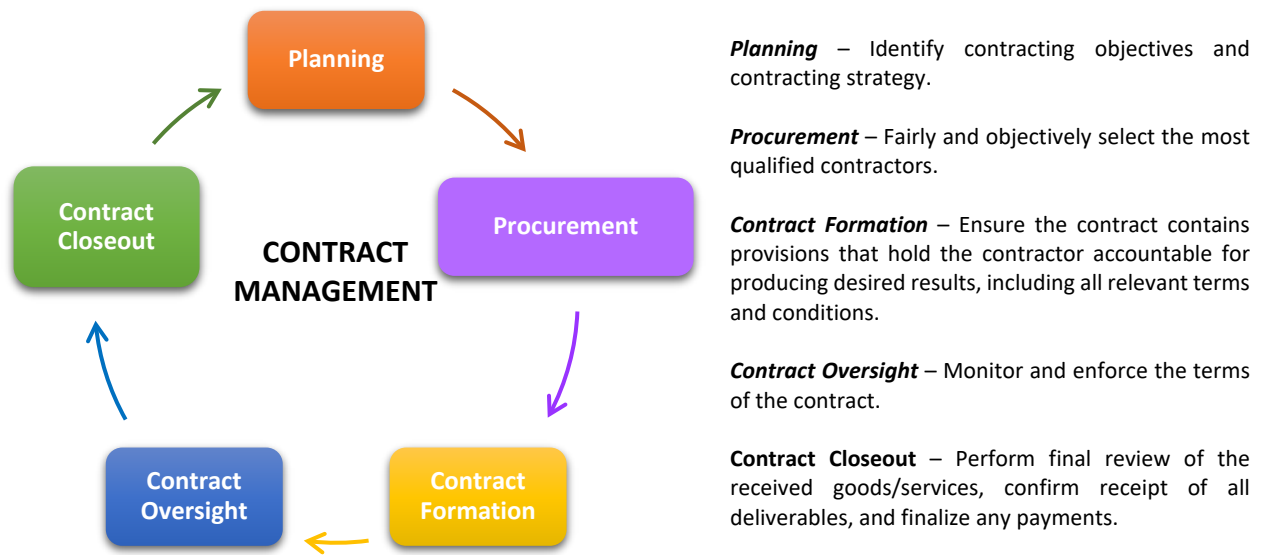 Planning
Procurement
Contract
Formation
Contract
Oversight
Contract
Closeout
CONTRACT
MANAGEMENT
Planning – Identify contracting objectives and
contracting strategy.
Procurement – Fairly and objectively select the most
qualified contractors.
Contract Formation – Ensure the contract contains
provisions that hold the contractor accountable for
producing desired results, including all relevant terms
and conditions.
Contract Oversight – Monitor and enforce the terms
of the contract.
Contract Closeout – Perform final review of the
received goods/services, confirm receipt of all
deliverables, and finalize any payments.